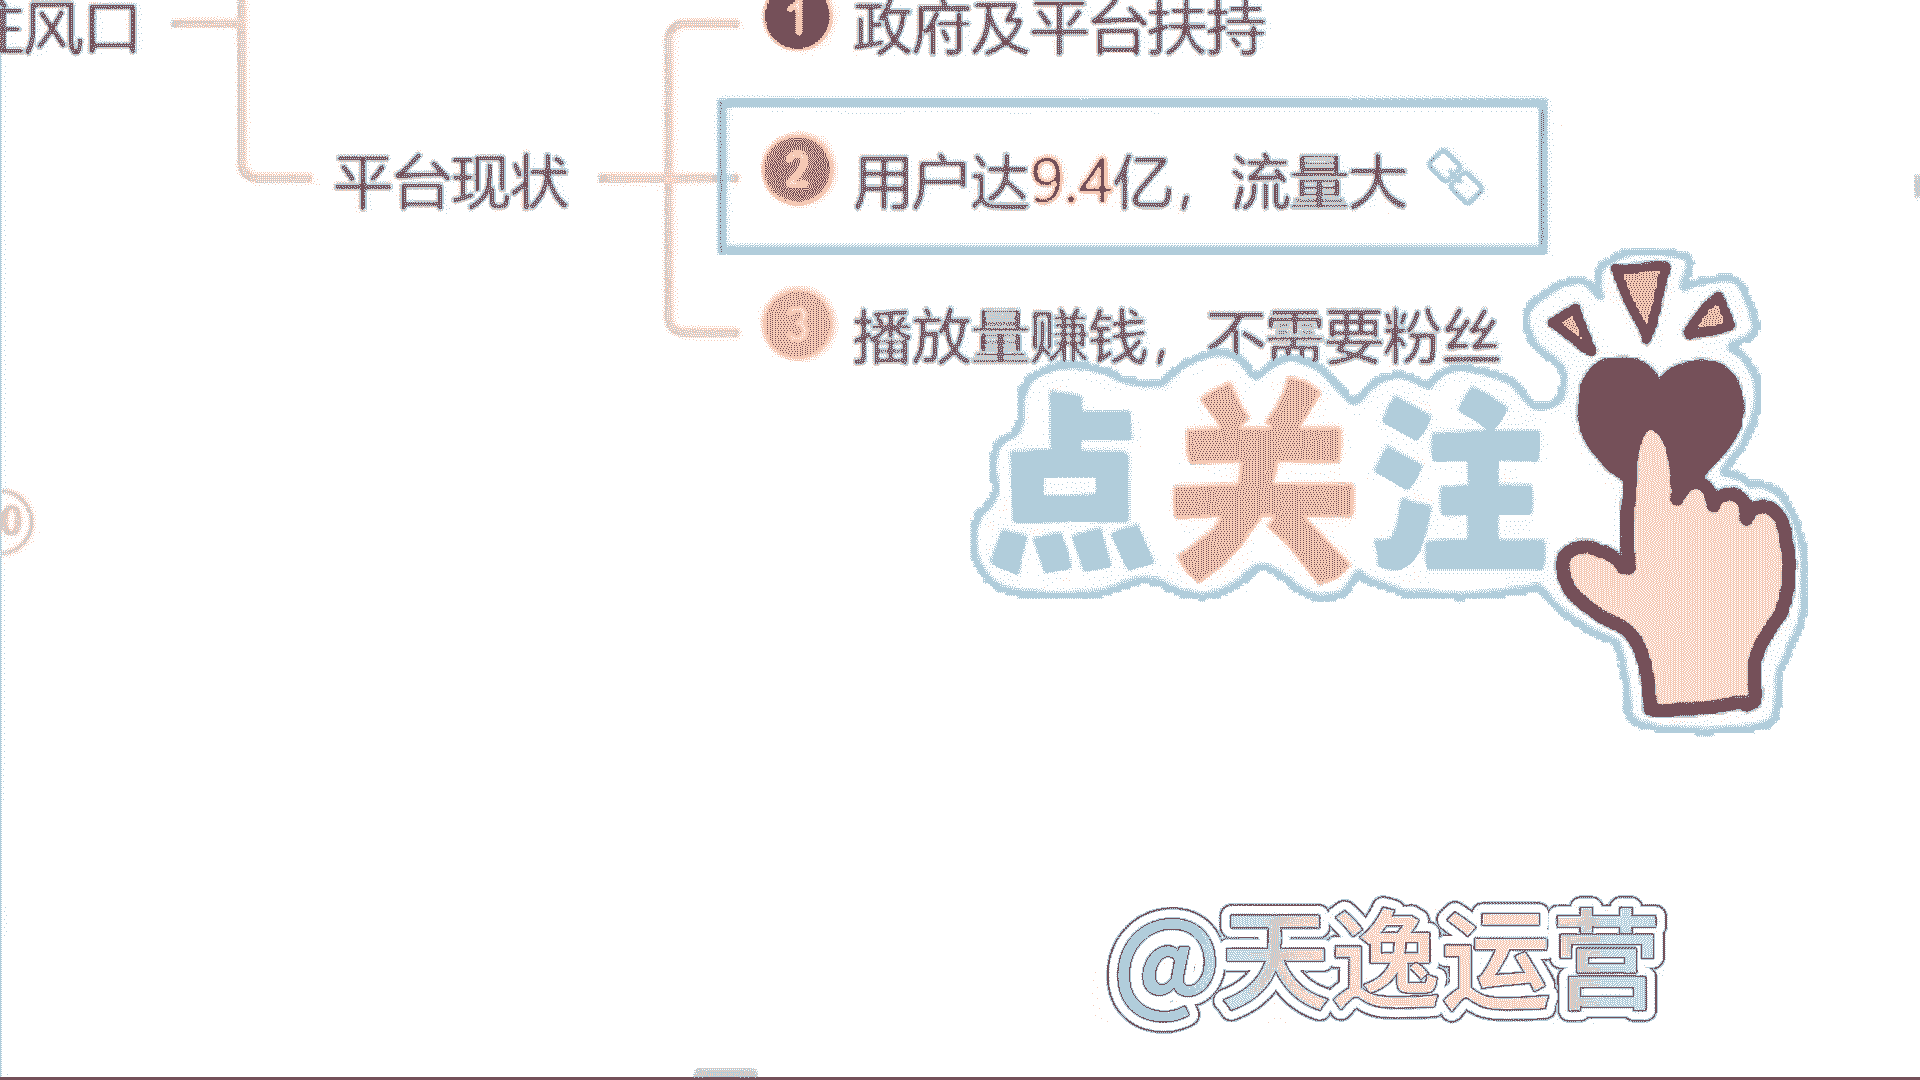 风口
1 政府及平台扶持
平台现状
2 用户达9.4亿，流量大
3 播放量赚钱，不需要粉丝
点关注
@天逸运营